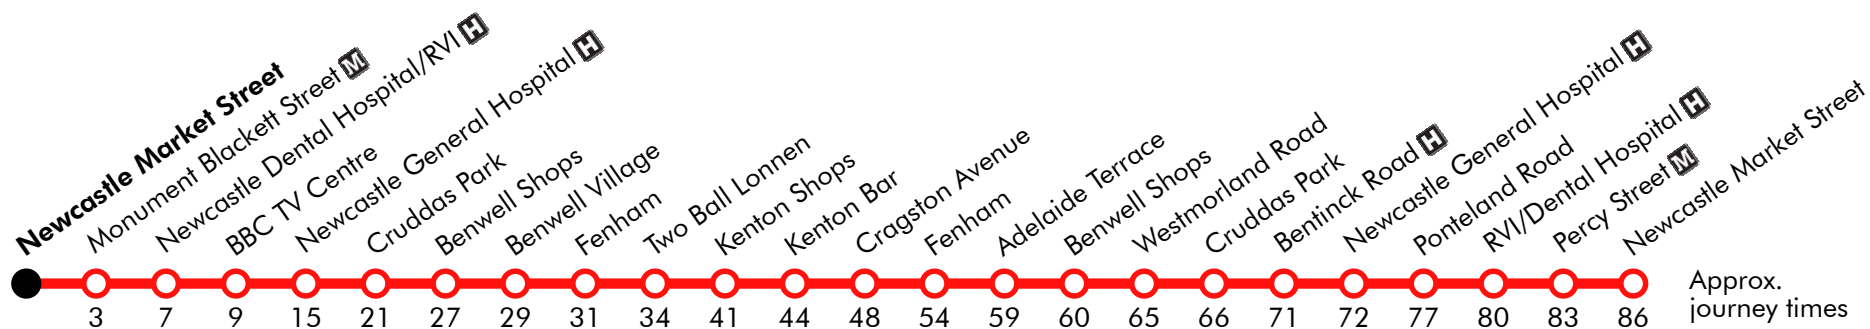 Newcastle Market Street
Monument Blackett Street M
Newcastle Dental Hospital/RVI H
BBC TV Centre
Newcastle General Hospital H
Cruddas Park
Benwell Shops
Benwell Village
Fenham
Two Ball Lonnen
Kenton Shops
Kenton Bar
Cragston Avenue
Fenham
Adelaide Terrace
Benwell Shops
Westmorland Road
Cruddas Park
Bentinck Road H
Newcastle General Hospital H
Ponteland Road
RVI/Dental Hospital H
Percy Street M
Newcastle Market Street
3 7 9 15 21 27 29 31 34 41 44 48 54 59 60 65 66 71 72 77 80 83 86
Approx.
journey times